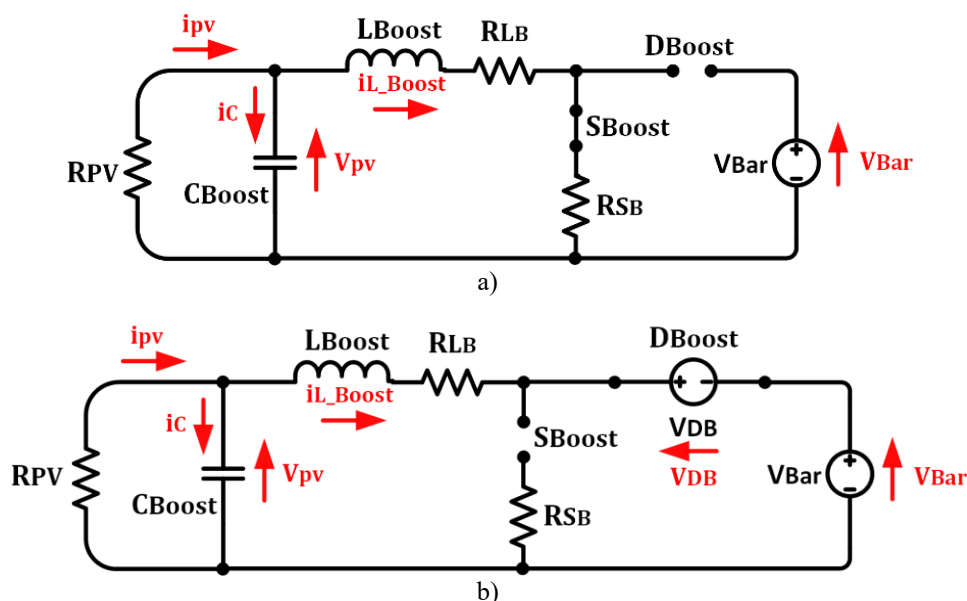 iPV
LBoost
RLB
DBoost
iL_Boost
iC
SBoost
RPV
VPV
VBar
VBar
CBoost
RSB
a)
iPV
LBoost
RLB
DBoost
iL_Boost
iC
SBoost
VDB
RPV
VPV
VDB
VBar
VBar
CBoost
RSB
b)